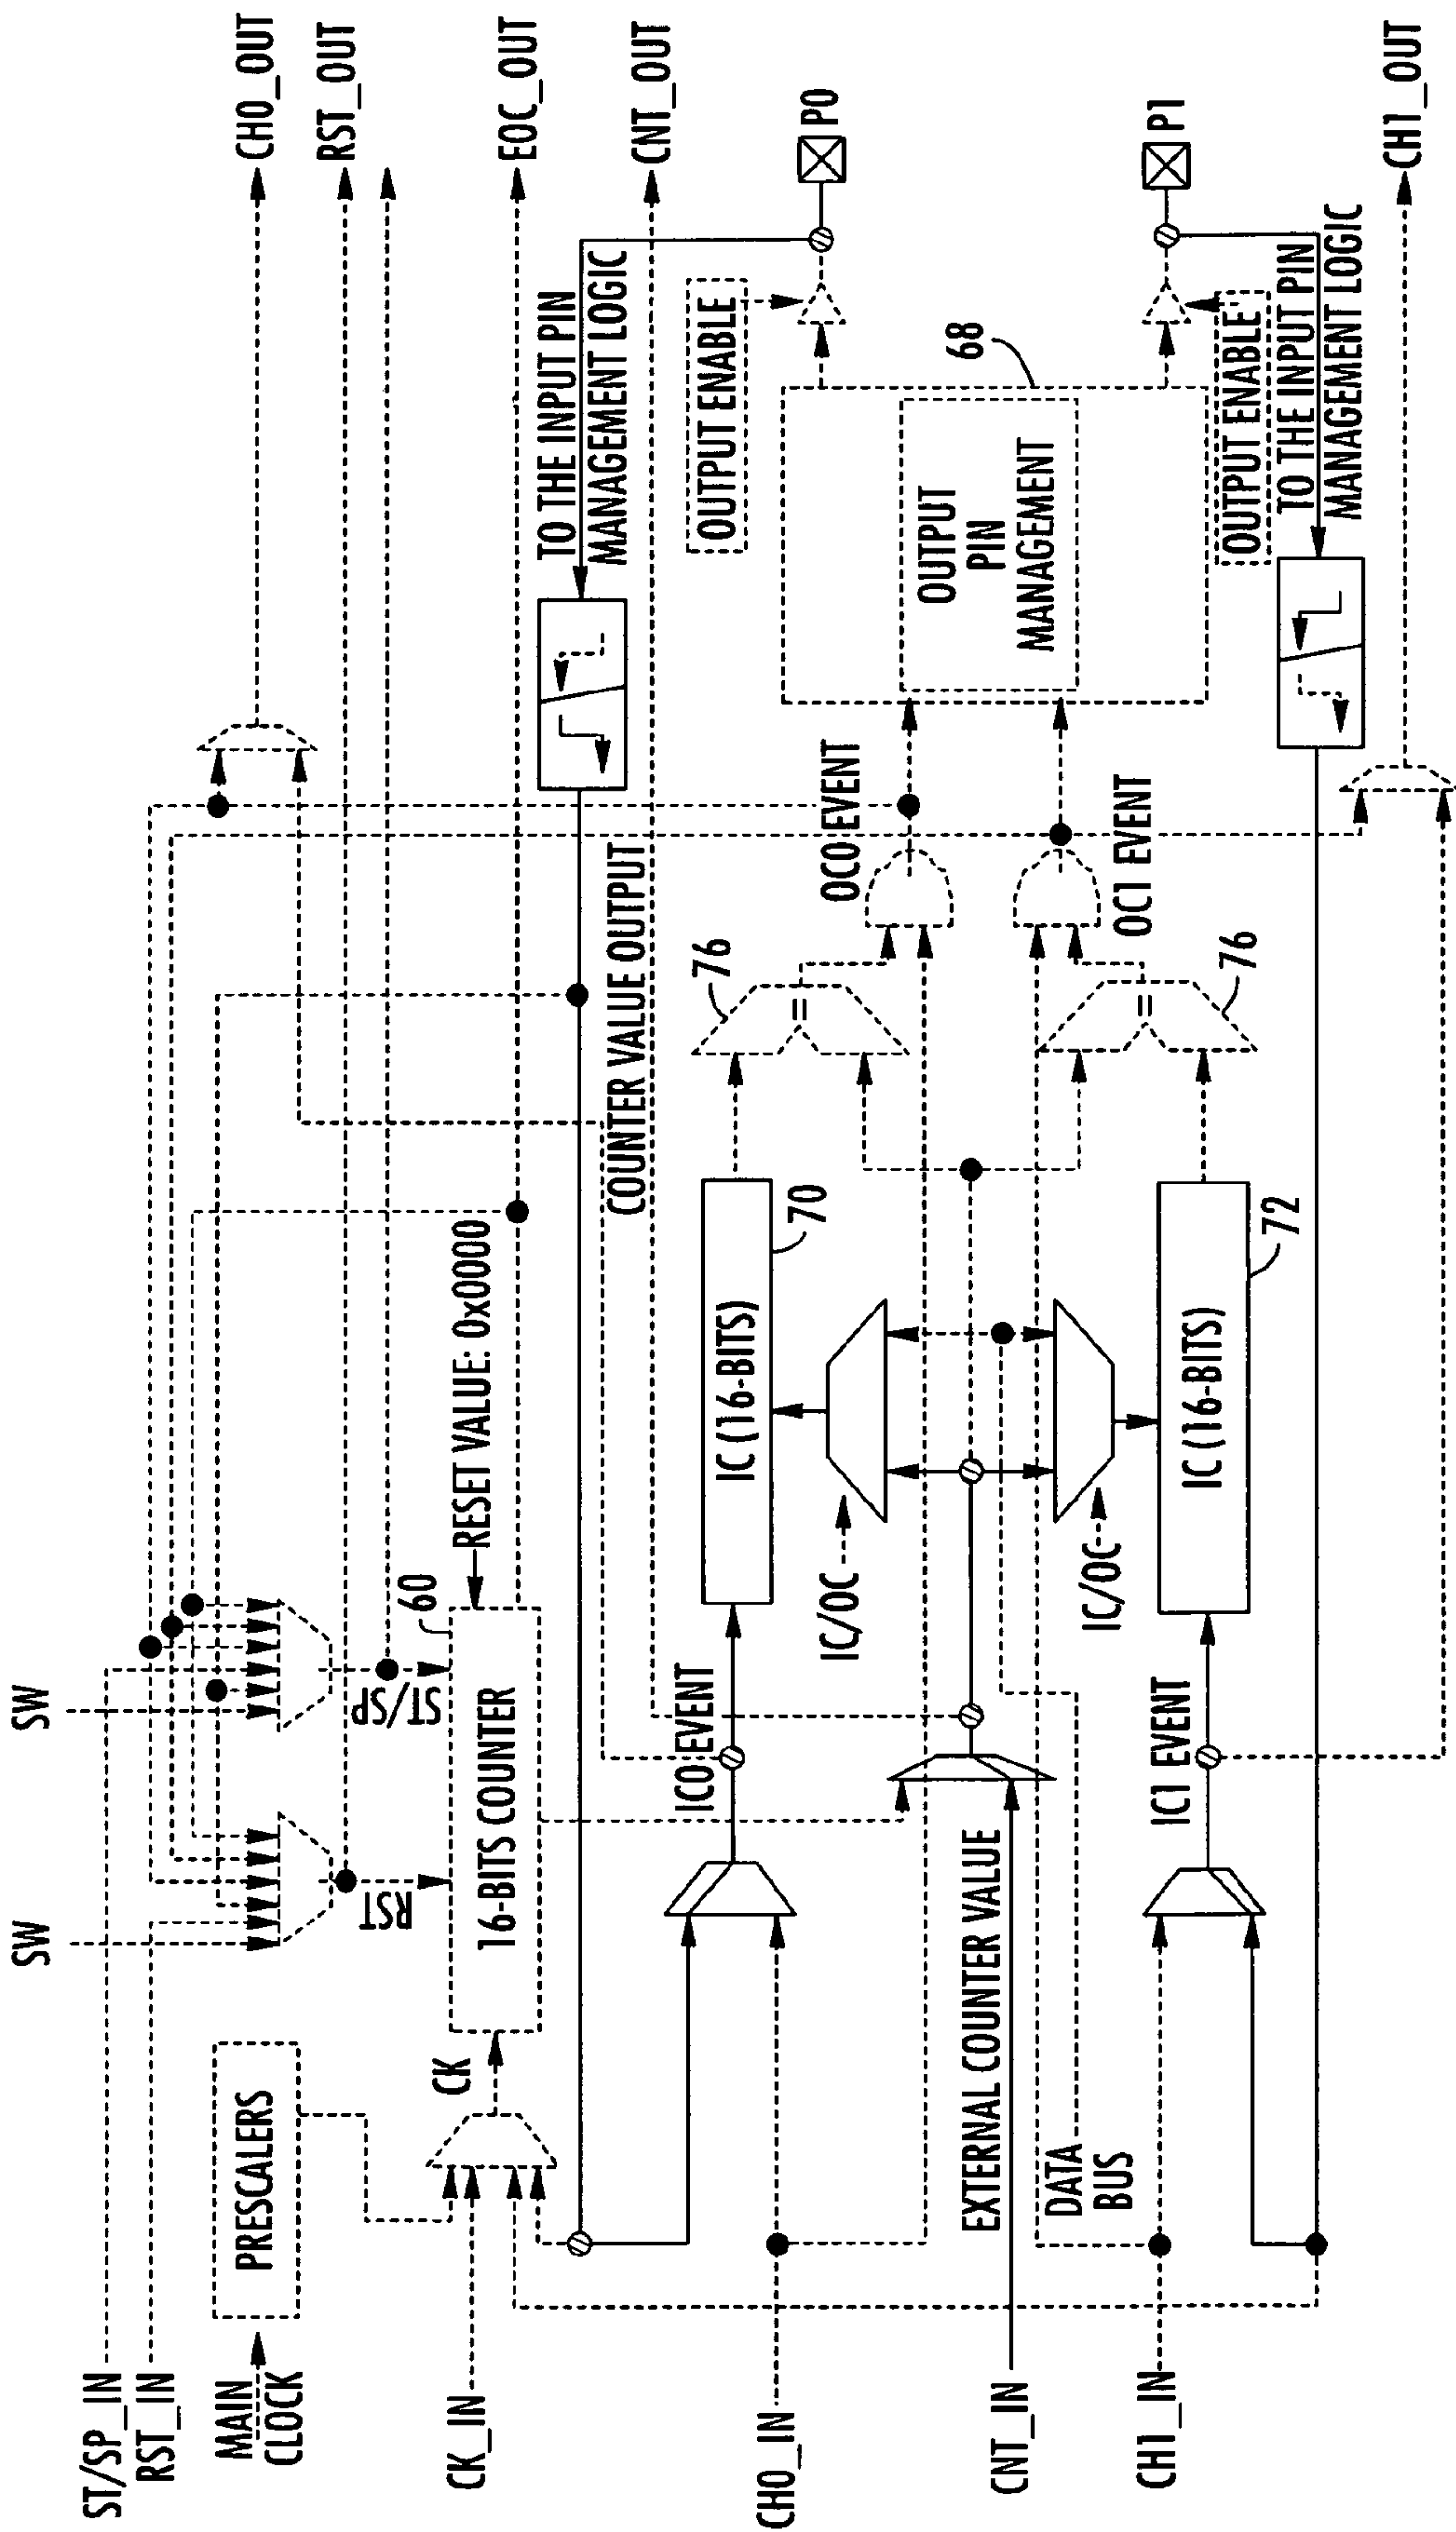 ST/SP_IN
RST_IN
MAIN
CLOCK
CK_IN
CH0_IN
CNT_IN
CH1_IN
PRESCALERS
SW
SW
RST
ST/SP
CK
16-BITS COUNTER
60
RESET VALUE: 0x0000
COUNTER VALUE OUTPUT
IC0 EVENT
IC (16-BITS)
70
IC/OC
EXTERNAL COUNTER VALUE
DATA
BUS
IC/OC
IC1 EVENT
IC (16-BITS)
72
76
=
76
=
OC0 EVENT
OC1 EVENT
OUTPUT
PIN
MANAGEMENT
68
TO THE INPUT PIN
MANAGEMENT LOGIC
OUTPUT ENABLE
OUTPUT ENABLE
TO THE INPUT PIN
MANAGEMENT LOGIC
CH0_OUT
RST_OUT
EOC_OUT
CNT_OUT
P0
P1
CH1_OUT